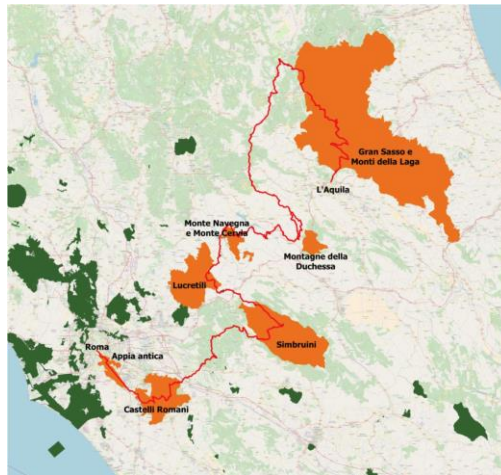 Gran Sasso e
Monti della Laga
L'Aquila
Monte Navegna
e Monte Cervia
Montagne della
Duchessa
Lucretili
Simbruini
Roma
Appia antica
Castelli Romani